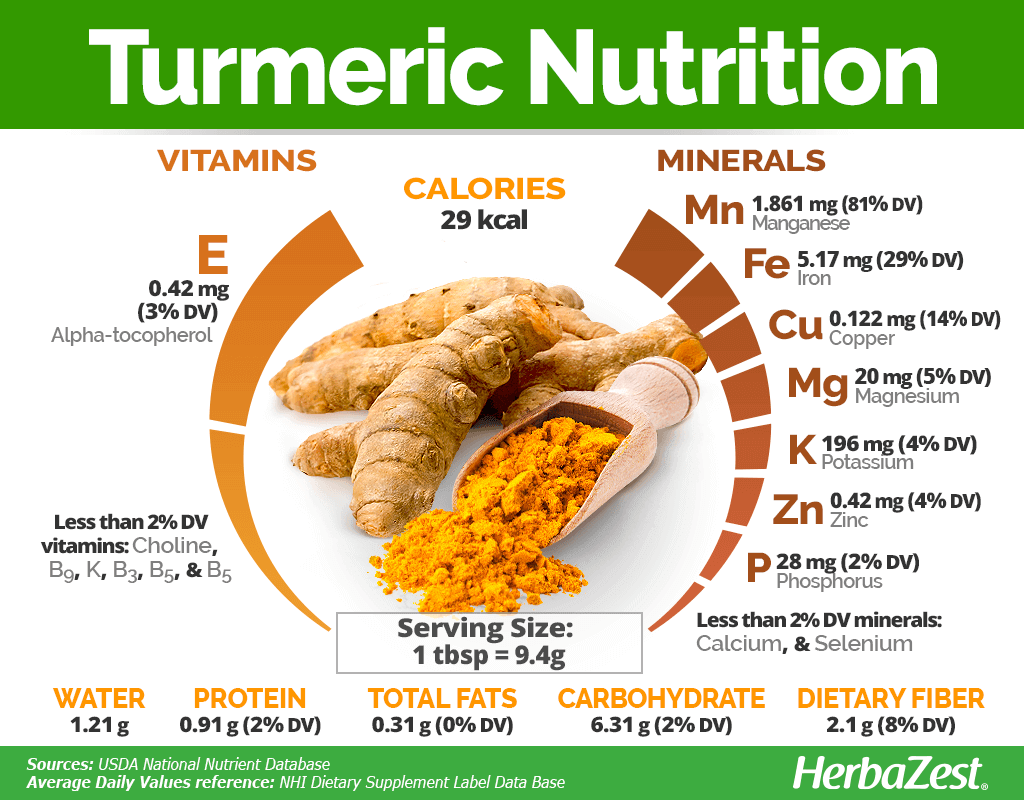 Turmeric Nutrition
VITAMINS
E
0.42 mg
(3% DV)
Alpha-tocopherol
Less than 2% DV
vitamins: Choline,
B9, K, B3, B5, & B5
CALORIES
29 kcal
MINERALS
Mn 1.861 mg (81% DV)
Manganese
Fe 5.17 mg (29% DV)
Iron
Cu 0.122 mg (14% DV)
Copper
Mg 20 mg (5% DV)
Magnesium
K 196 mg (4% DV)
Potassium
Zn 0.42 mg (4% DV)
Zinc
P 28 mg (2% DV)
Phosphorus
Less than 2% DV minerals:
Calcium, & Selenium
Serving Size:
1 tbsp = 9.4g
WATER
1.21 g
PROTEIN
0.91 g (2% DV)
TOTAL FATS
0.31 g (0% DV)
CARBOHYDRATE
6.31 g (2% DV)
DIETARY FIBER
2.1 g (8% DV)
Sources: USDA National Nutrient Database
Average Daily Values reference: NHI Dietary Supplement Label Data Base
HerbaZest®